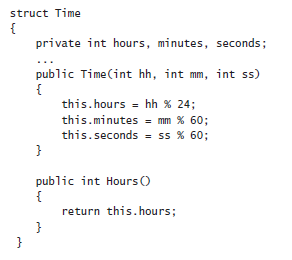 struct Time
{
    private int hours, minutes, seconds;
    ...
    public Time(int hh, int mm, int ss)
    {
        this.hours = hh % 24;
        this.minutes = mm % 60;
        this.seconds = ss % 60;
    }

    public int Hours()
    {
        return this.hours;
    }
}